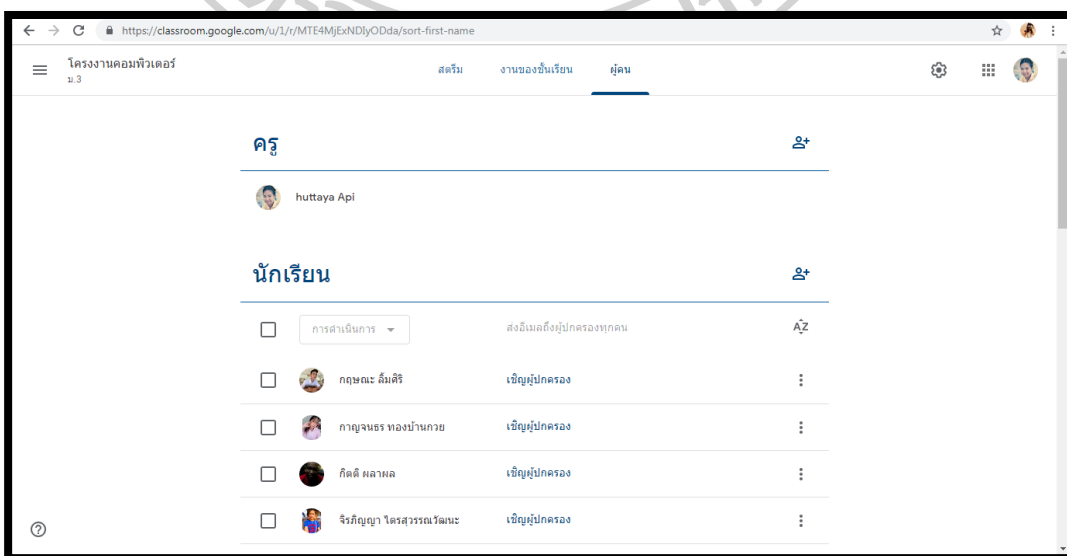 https://classroom.google.com/u/1/r/MTE4MjExNDIyODda/sort-first-name
โครงงานคอมพิวเตอร์
ม.3
สตรีม งานของชั้นเรียน ผู้คน
ครู
huttaya Api
นักเรียน
การดำเนินการ ส่งอีเมลถึงผู้ปกครองทุกคน AZ
กฤษณะ ลิ้มศิริ เชิญผู้ปกครอง
กาญจนธร ทองบ้านกวย เชิญผู้ปกครอง
กิตติ ผลาผล เชิญผู้ปกครอง
จิรภิญญา ไตรสุวรรณวัฒนะ เชิญผู้ปกครอง